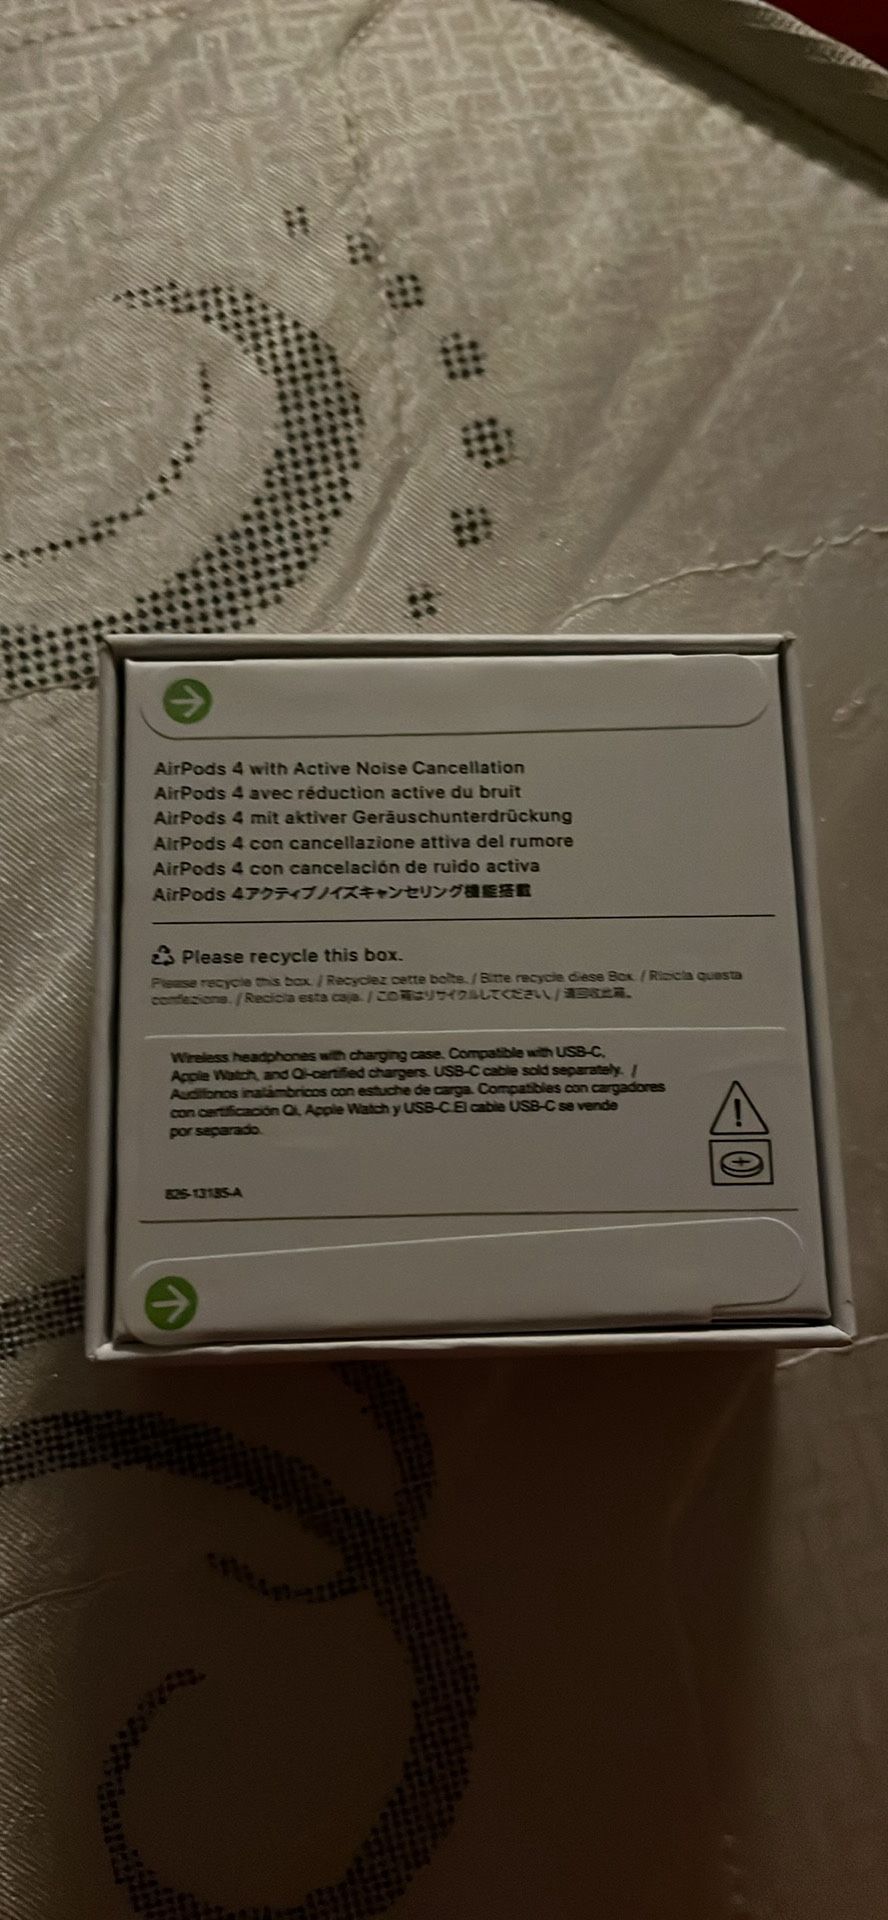 AirPods 4 with Active Noise Cancellation
AirPods 4 avec réduction active du bruit
AirPods 4 mit aktiver Geräuschunterdrückung
AirPods 4 con cancellazione attiva del rumore
AirPods 4 con cancelación de ruido activa
AirPods 4アクティブノイズキャンセリング機能搭載
Please recycle this box.
Please recycle this box. / Recyclez cette boîte. / Bitte recycle diese Box. / Ricicla questa
confezione. / Recicla esta caja. / この箱はリサイクルしてください。/ 请回收此箱。
Wireless headphones with charging case. Compatible with USB-C,
Apple Watch, and Qi-certified chargers. USB-C cable sold separately. /
Audífonos inalámbricos con estuche de carga. Compatibles con cargadores
con certificación Qi, Apple Watch y USB-C.El cable USB-C se vende
por separado.
826-13185-A